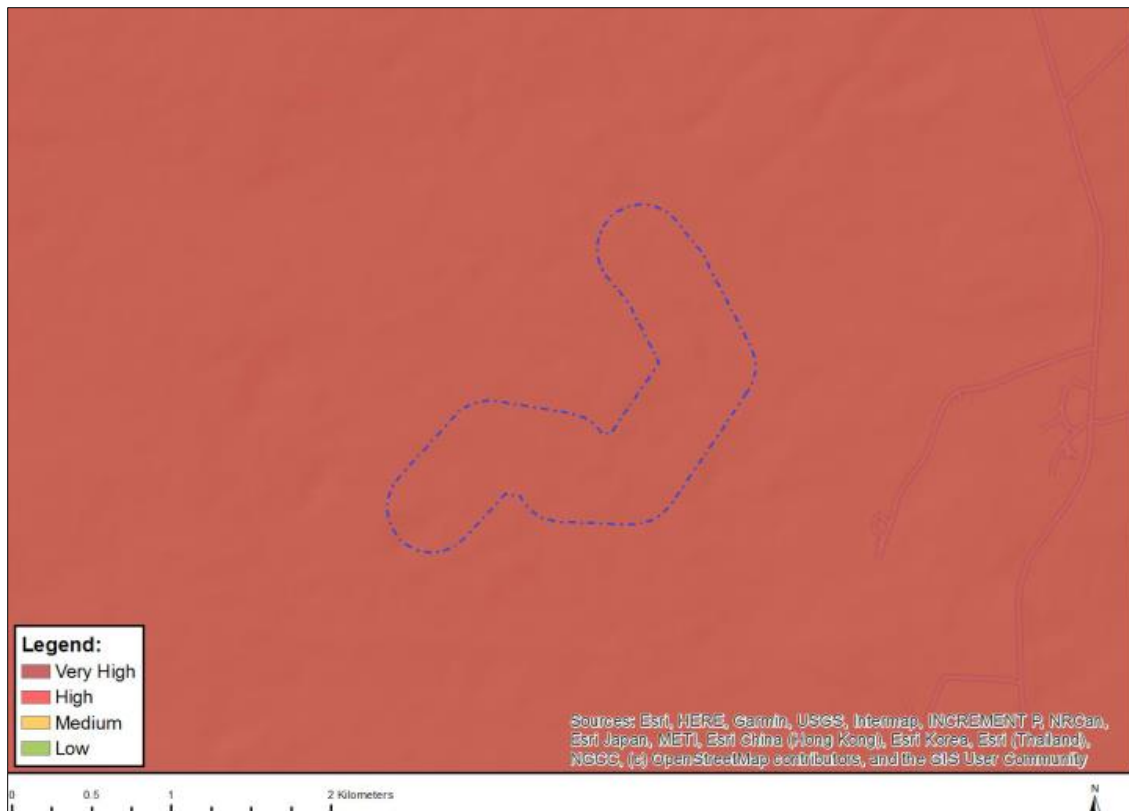 Legend:
Very High
High
Medium
Low
Sources: Esri, HERE, Garmin, USGS, Intermap, INCREMENT P, NRCan,
Esri Japan, METI, Esri China (Hong Kong), Esri Korea, Esri (Thailand),
NGCC, (c) OpenStreetMap contributors, and the GIS User Community
0 0.5 1 2 Kilometers
N